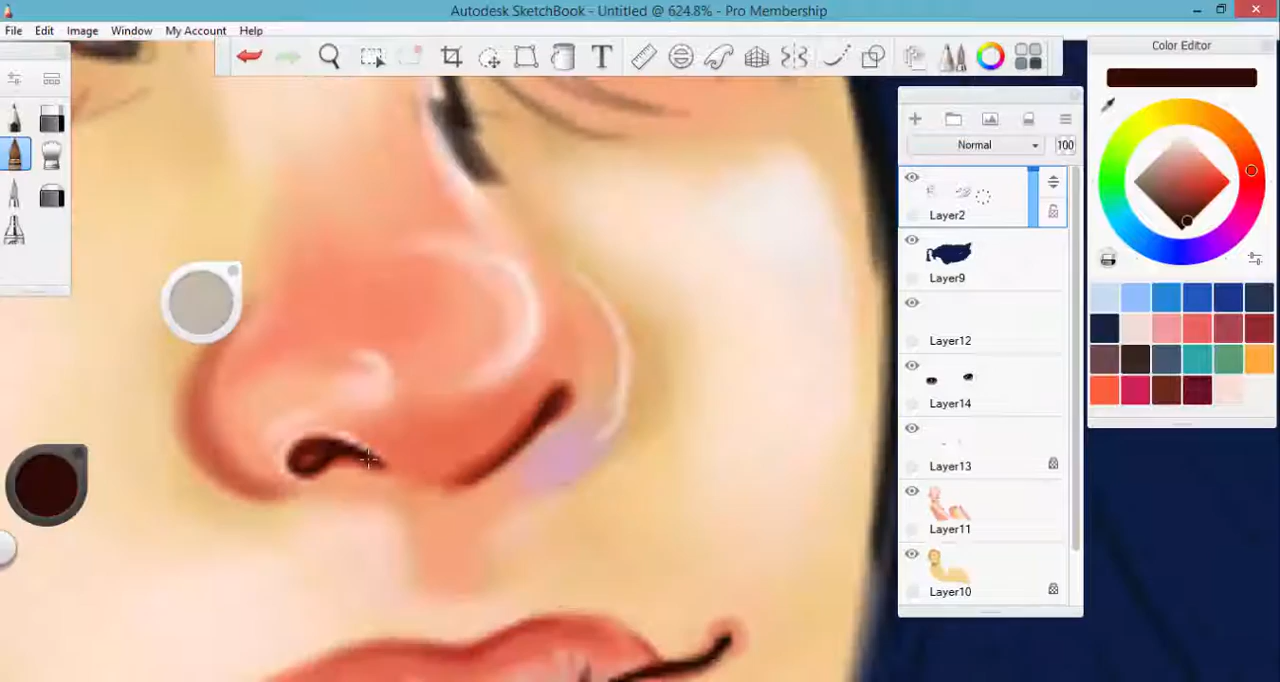 Autodesk SketchBook - Untitled @ 624.8% - Pro Membership
File Edit Image Window My Account Help
T
Color Editor
Normal 100
Layer2
Layer9
Layer12
Layer14
Layer13
Layer11
Layer10